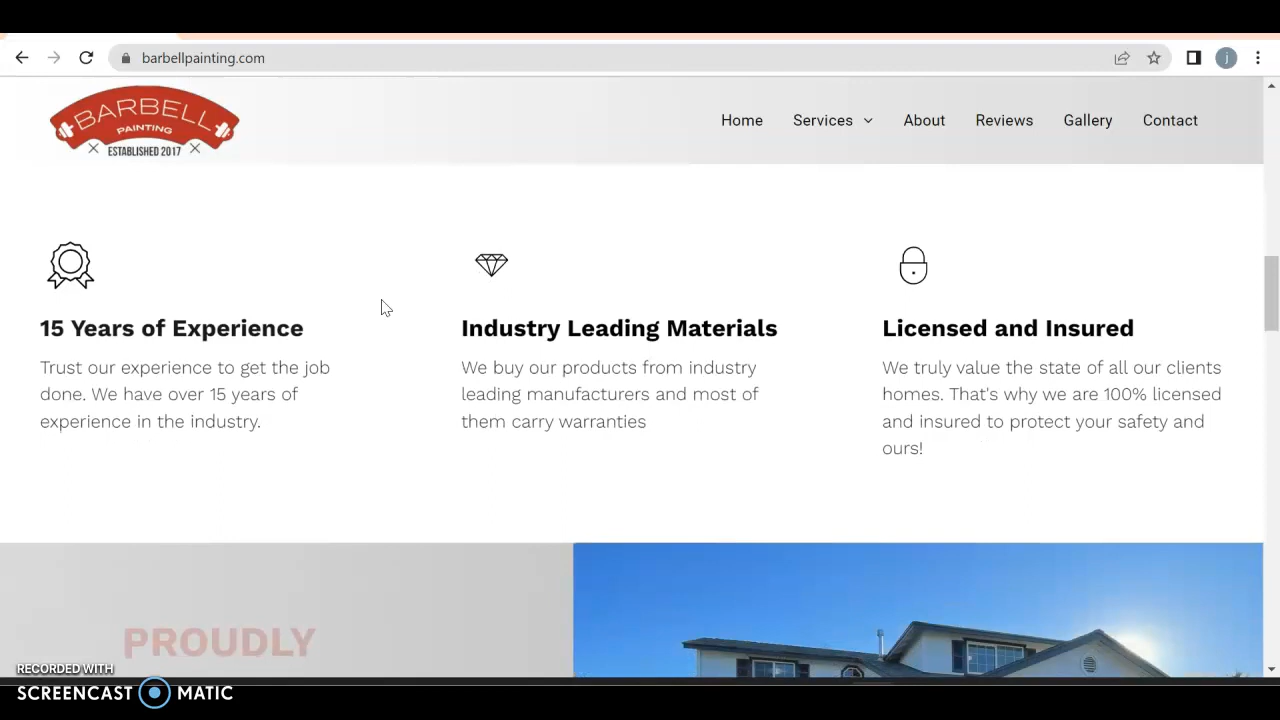 barbellpainting.com
j
BARBELL
PAINTING
ESTABLISHED 2017
Home Services About Reviews Gallery Contact
15 Years of Experience
Trust our experience to get the job
done. We have over 15 years of
experience in the industry.
Industry Leading Materials
We buy our products from industry
leading manufacturers and most of
them carry warranties
Licensed and Insured
We truly value the state of all our clients
homes. That's why we are 100% licensed
and insured to protect your safety and
ours!
PROUDLY
RECORDED WITH
SCREENCAST MATIC